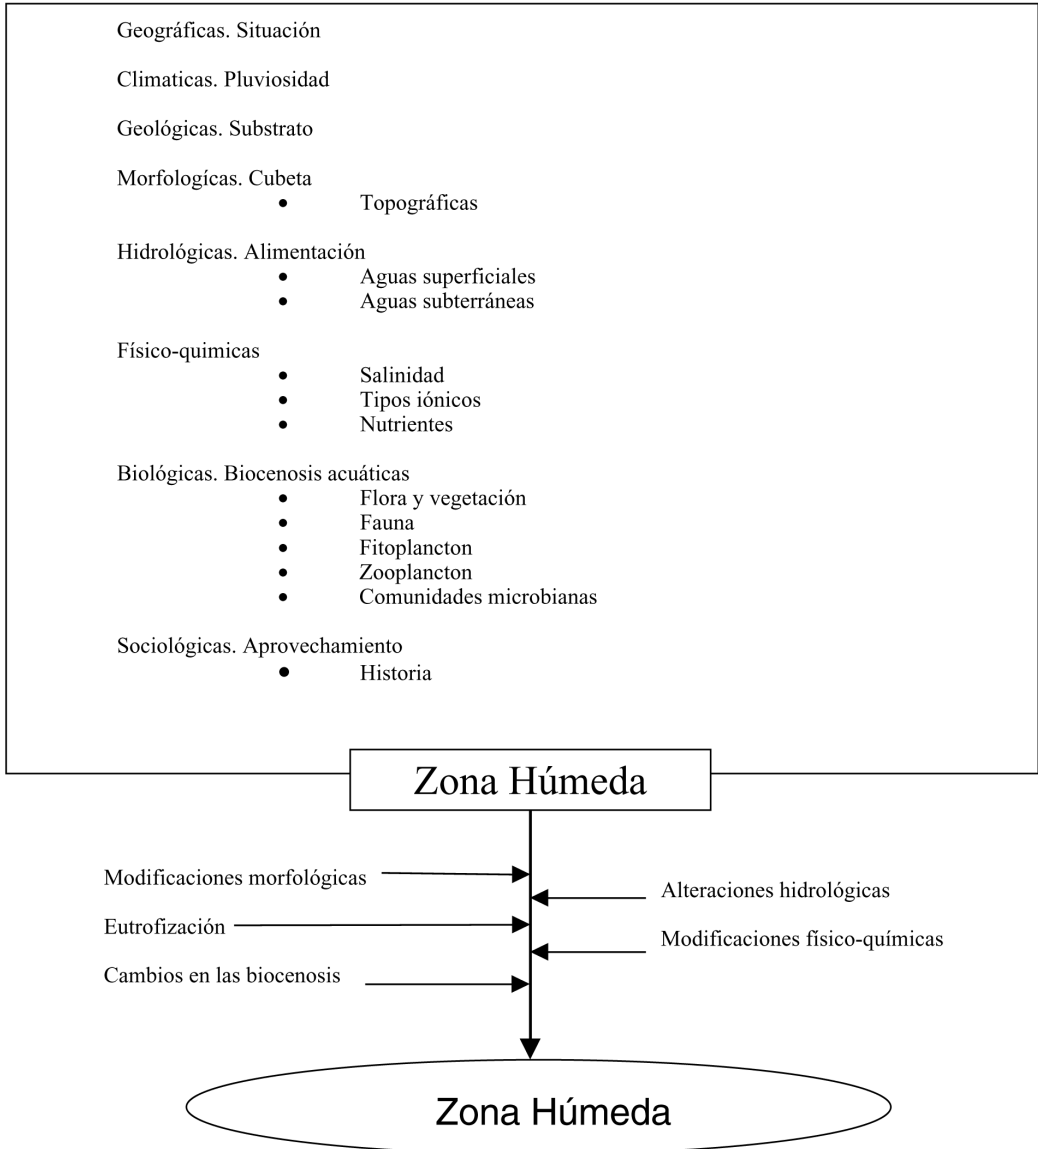 Geográficas. Situación
Climaticas. Pluviosidad
Geológicas. Substrato
Morfologícas. Cubeta
• Topográficas
Hidrológicas. Alimentación
• Aguas superficiales
• Aguas subterráneas
Físico-quimicas
• Salinidad
• Tipos iónicos
• Nutrientes
Biológicas. Biocenosis acuáticas
• Flora y vegetación
• Fauna
• Fitoplancton
• Zooplancton
• Comunidades microbianas
Sociológicas. Aprovechamiento
• Historia
Zona Húmeda
Modificaciones morfológicas
Alteraciones hidrológicas
Eutrofización
Modificaciones físico-químicas
Cambios en las biocenosis
Zona Húmeda